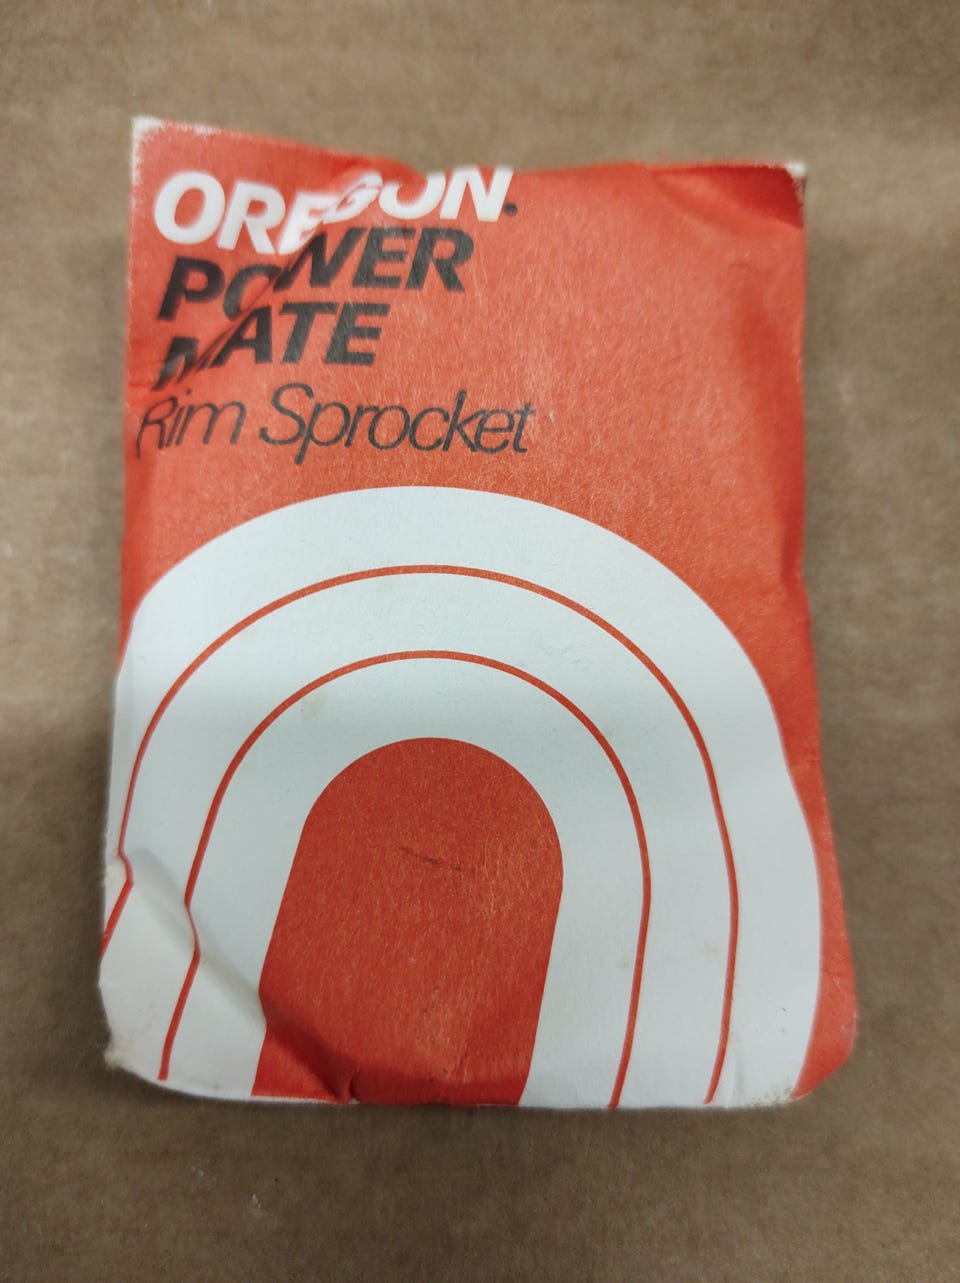 OREGON.
POWER
MATE
Rim Sprocket